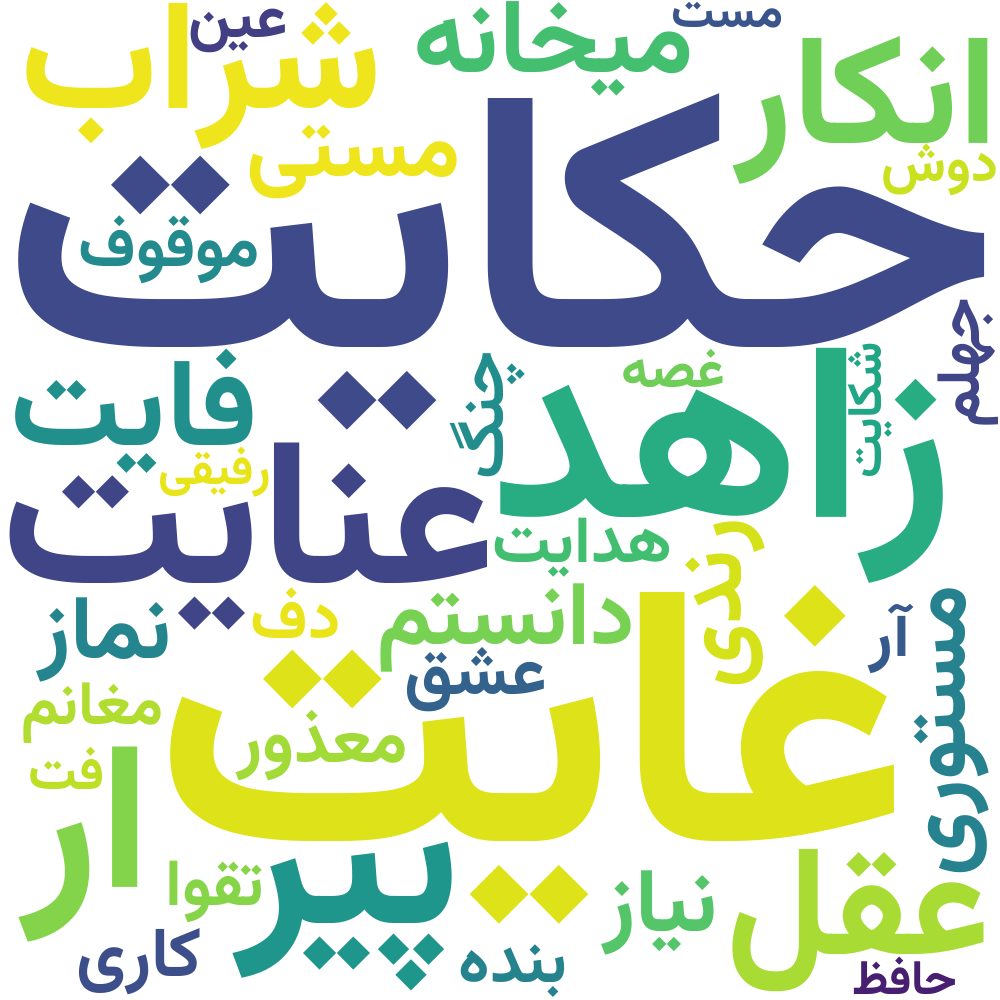 شراب
عین
میخانه
مست
انکار
مستی
دوش
حکایت
موقوف
جهلم
فایت
چنگ
غصه
شکایت
زاهد
رفیقی
عنایت
هدایت
رندی
نماز
دف
دانستم
غایت
آر
مستوری
عشق
مغانم
معذور
فت
ار
پیر
تقوا
نیاز
عقل
کاری
بنده
حافظ